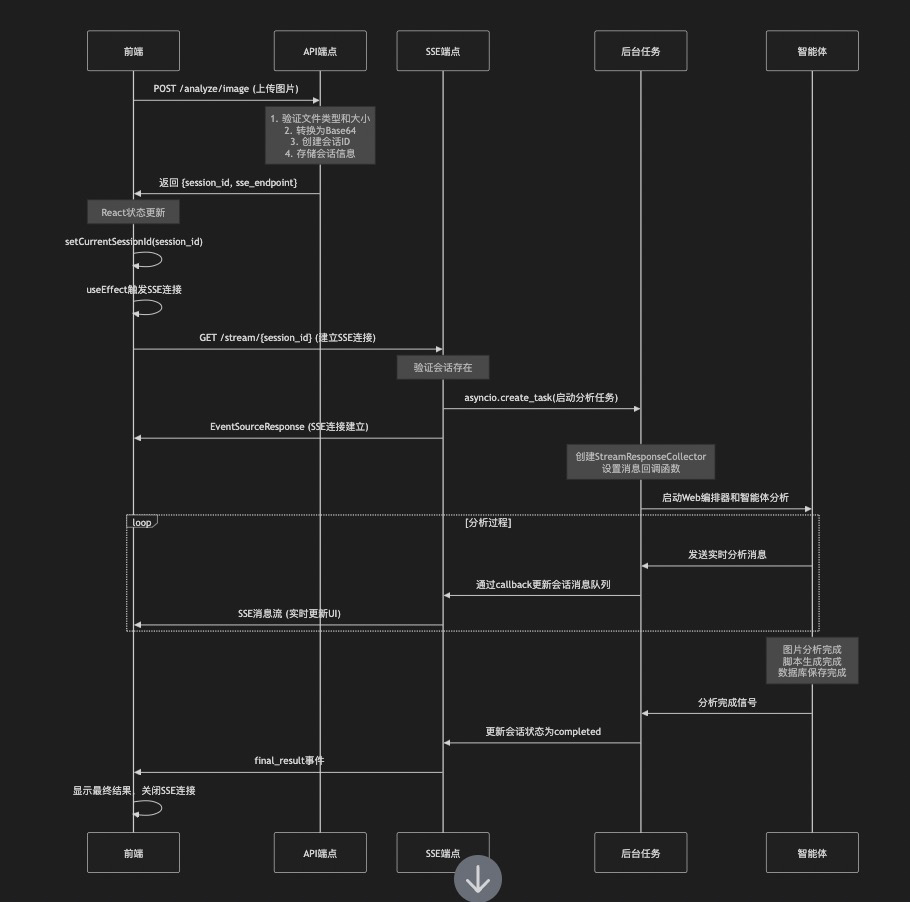 前端
API端点
SSE端点
后台任务
智能体
POST /analyze/image (上传图片)
1. 验证文件类型和大小
2. 转换为Base64
3. 创建会话ID
4. 存储会话信息
返回 {session_id, sse_endpoint}
React状态更新
setCurrentSessionId(session_id)
useEffect触发SSE连接
GET /stream/{session_id} (建立SSE连接)
验证会话存在
asyncio.create_task(启动分析任务)
EventSourceResponse (SSE连接建立)
创建StreamResponseCollector
设置消息回调函数
启动Web编排器和智能体分析
loop
[分析过程]
发送实时分析消息
通过callback更新会话消息队列
SSE消息流 (实时更新UI)
图片分析完成
脚本生成完成
数据库保存完成
分析完成信号
更新会话状态为completed
final_result事件
显示最终结果，关闭SSE连接
前端
API端点
SSE端点
后台任务
智能体